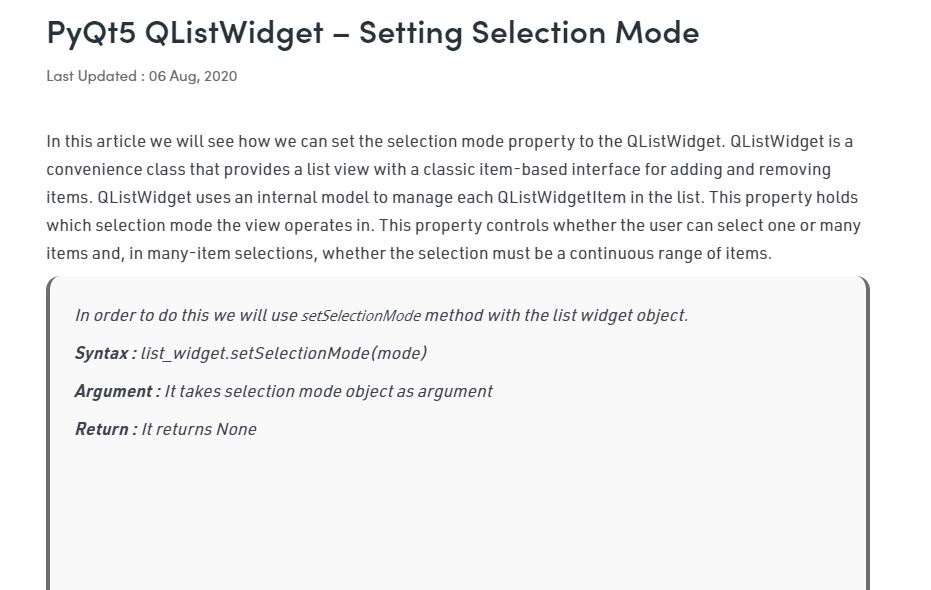 PyQt5 QListWidget – Setting Selection Mode
Last Updated : 06 Aug, 2020
In this article we will see how we can set the selection mode property to the QListWidget. QListWidget is a
convenience class that provides a list view with a classic item-based interface for adding and removing
items. QListWidget uses an internal model to manage each QListWidgetItem in the list. This property holds
which selection mode the view operates in. This property controls whether the user can select one or many
items and, in many-item selections, whether the selection must be a continuous range of items.
In order to do this we will use setSelectionMode method with the list widget object.
Syntax : list_widget.setSelectionMode(mode)
Argument : It takes selection mode object as argument
Return : It returns None